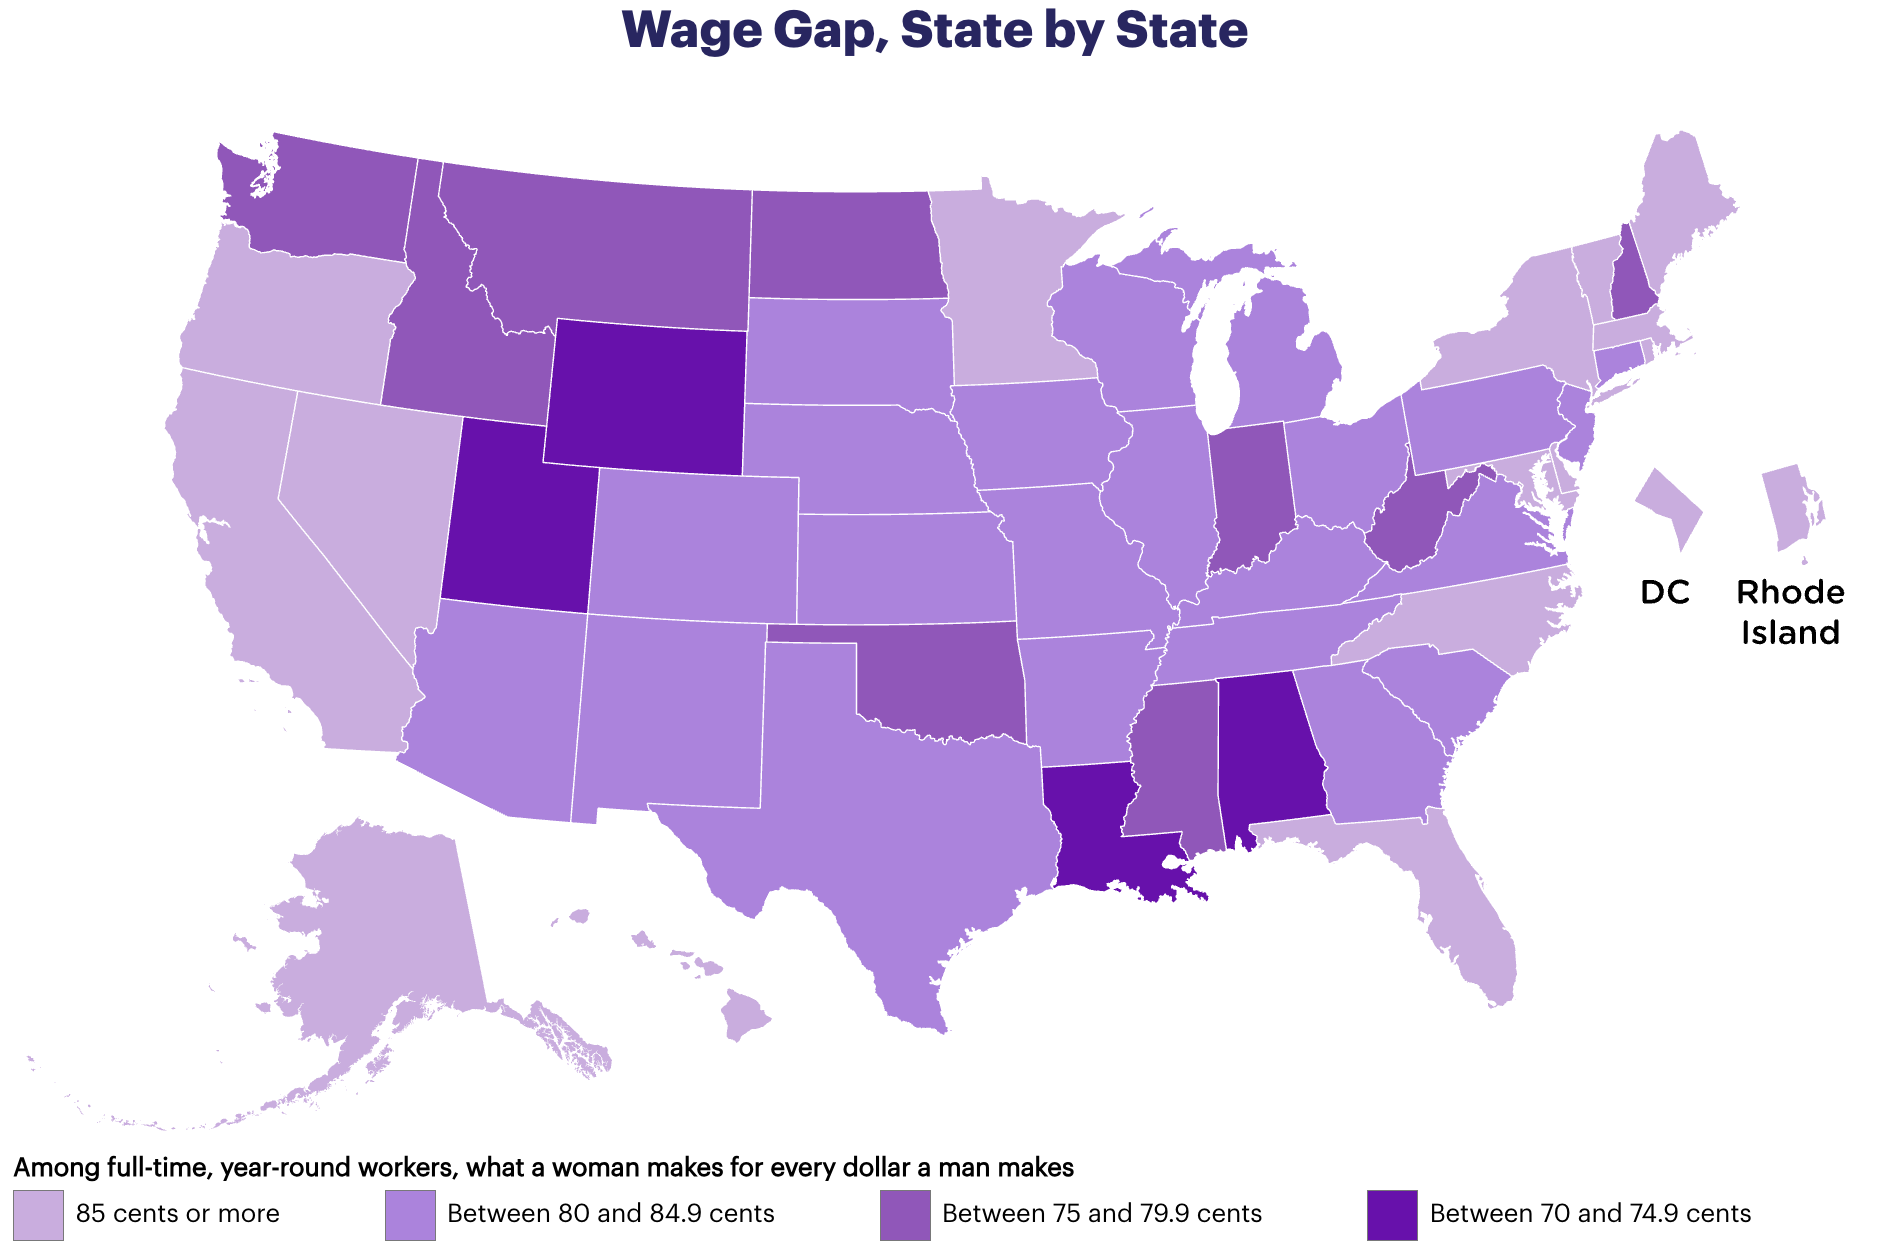 Wage Gap, State by State
DC
Rhode
Island
Among full-time, year-round workers, what a woman makes for every dollar a man makes
85 cents or more
Between 80 and 84.9 cents
Between 75 and 79.9 cents
Between 70 and 74.9 cents